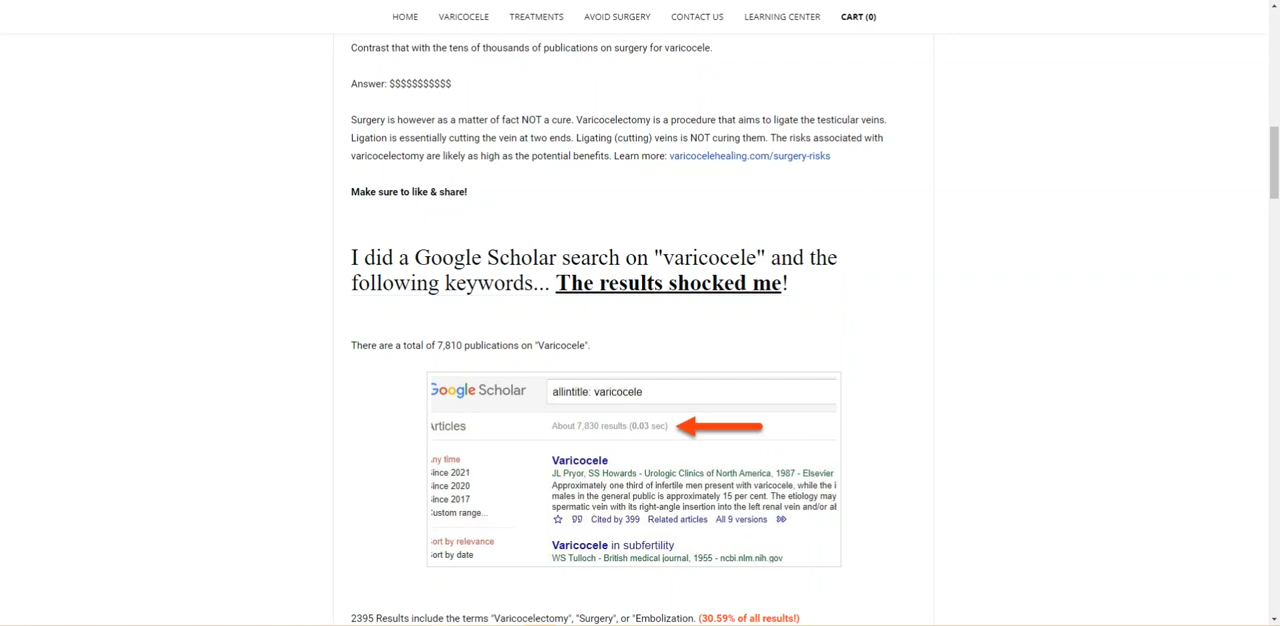 HOME VARICOCELE TREATMENTS AVOID SURGERY CONTACT US LEARNING CENTER CART (0)
Contrast that with the tens of thousands of publications on surgery for varicocele.
Answer: $$$$$$$$$$$
Surgery is however as a matter of fact NOT a cure. Varicocelectomy is a procedure that aims to ligate the testicular veins.
Ligation is essentially cutting the vein at two ends. Ligating (cutting) veins is NOT curing them. The risks associated with
varicocelectomy are likely as high as the potential benefits. Learn more: varicocelehealing.com/surgery-risks
Make sure to like & share!
I did a Google Scholar search on "varicocele" and the
following keywords... The results shocked me!
There are a total of 7,810 publications on "Varicocele".
Google Scholar
allintitle: varicocele
Articles
About 7,830 results (0.03 sec)
Any time
Since 2021
Since 2020
Since 2017
Custom range...
Sort by relevance
Sort by date
Varicocele
JL Pryor, SS Howards - Urologic Clinics of North America, 1987 - Elsevier
Approximately one third of infertile men present with varicocele, while the i
males in the general public is approximately 15 per cent. The etiology may
spermatic vein with its right-angle insertion into the left renal vein and/or al
Cited by 399 Related articles All 9 versions
Varicocele in subfertility
WS Tulloch - British medical journal, 1955 - ncbi.nlm.nih.gov
2395 Results include the terms "Varicocelectomy", "Surgery", or "Embolization. (30.59% of all results!)